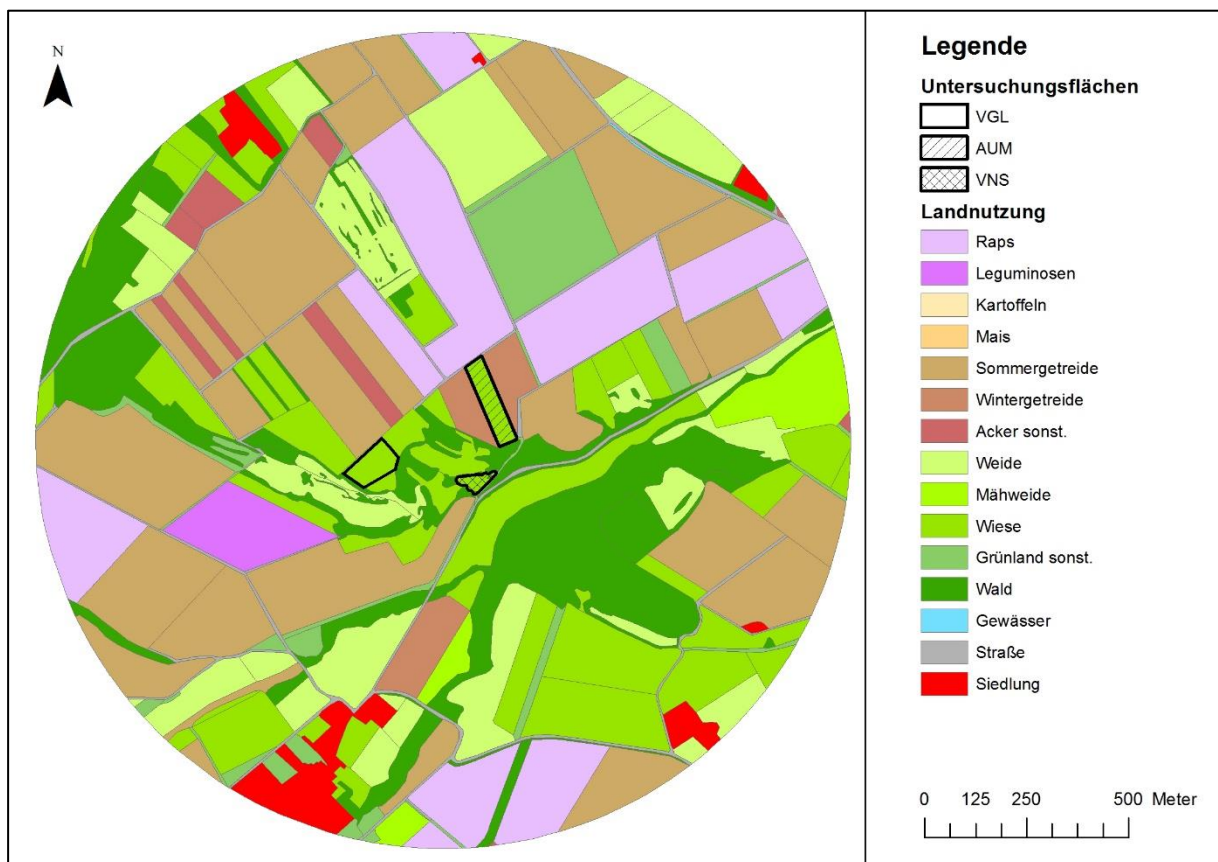 N
Legende
Untersuchungsflächen
VGL
AUM
VNS
Landnutzung
Raps
Leguminosen
Kartoffeln
Mais
Sommergetreide
Wintergetreide
Acker sonst.
Weide
Mähweide
Wiese
Grünland sonst.
Wald
Gewässer
Straße
Siedlung
0 125 250 500 Meter